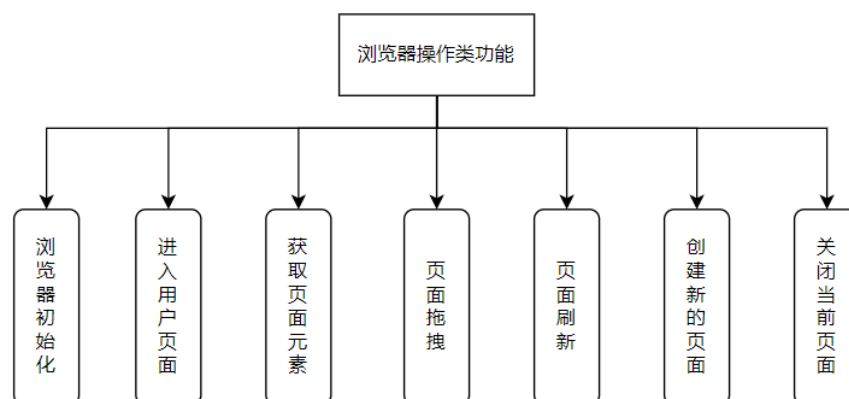 浏览器操作类功能
浏览器初始化
进入用户页面
获取页面元素
页面拖拽
页面刷新
创建新的页面
关闭当前页面